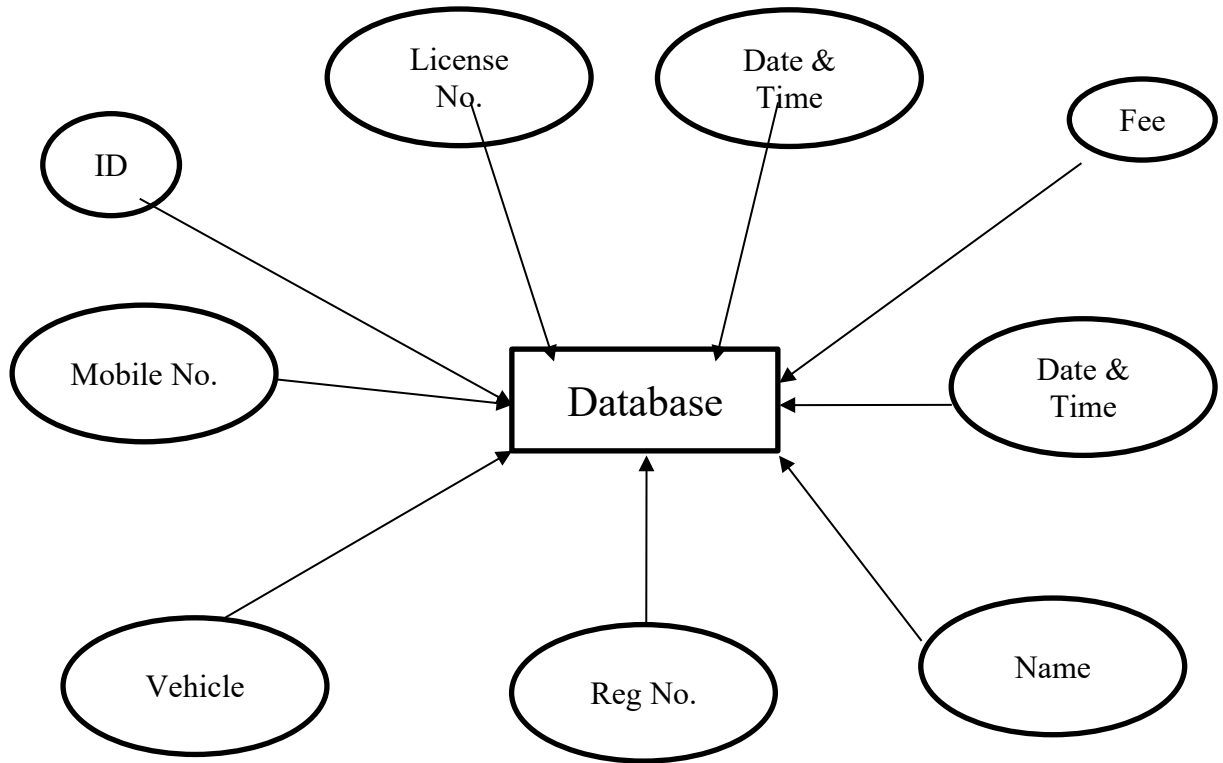 License
No.
Date &
Time
Fee
ID
Mobile No.
Database
Date &
Time
Vehicle
Reg No.
Name